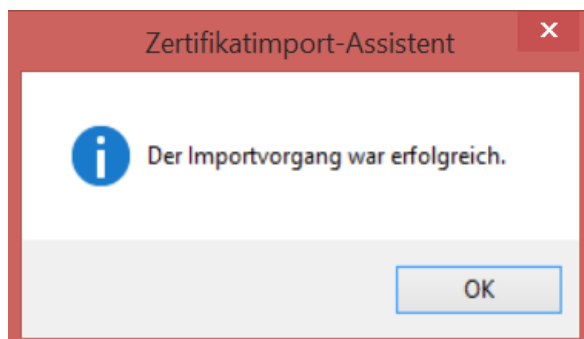 Zertifikatimport-Assistent
Der Importvorgang war erfolgreich.
OK